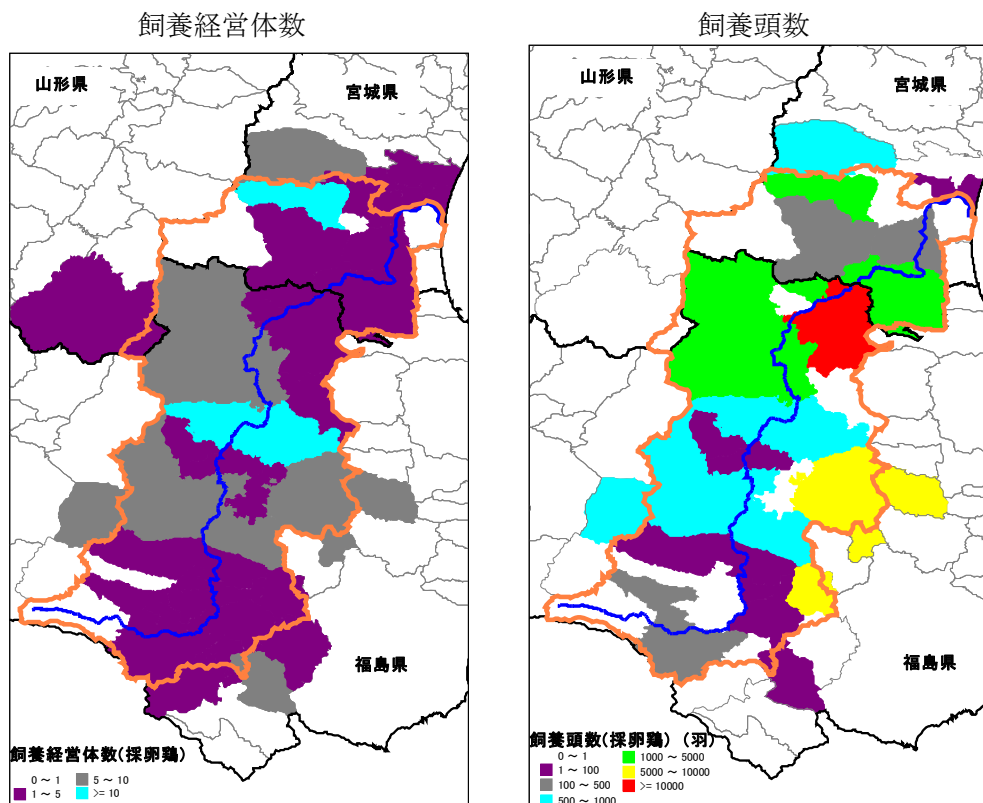 飼養経営体数
山形県
宮城県
飼養経営体数(採卵鶏)
0 ～ 1
1 ～ 5
5 ～ 10
>= 10
飼養頭数
山形県
宮城県
福島県
福島県
飼養頭数(採卵鶏) (羽)
0 ～ 1
1 ～ 100
100 ～ 500
500 ～ 1000
1000 ～ 5000
5000 ～ 10000
>= 10000